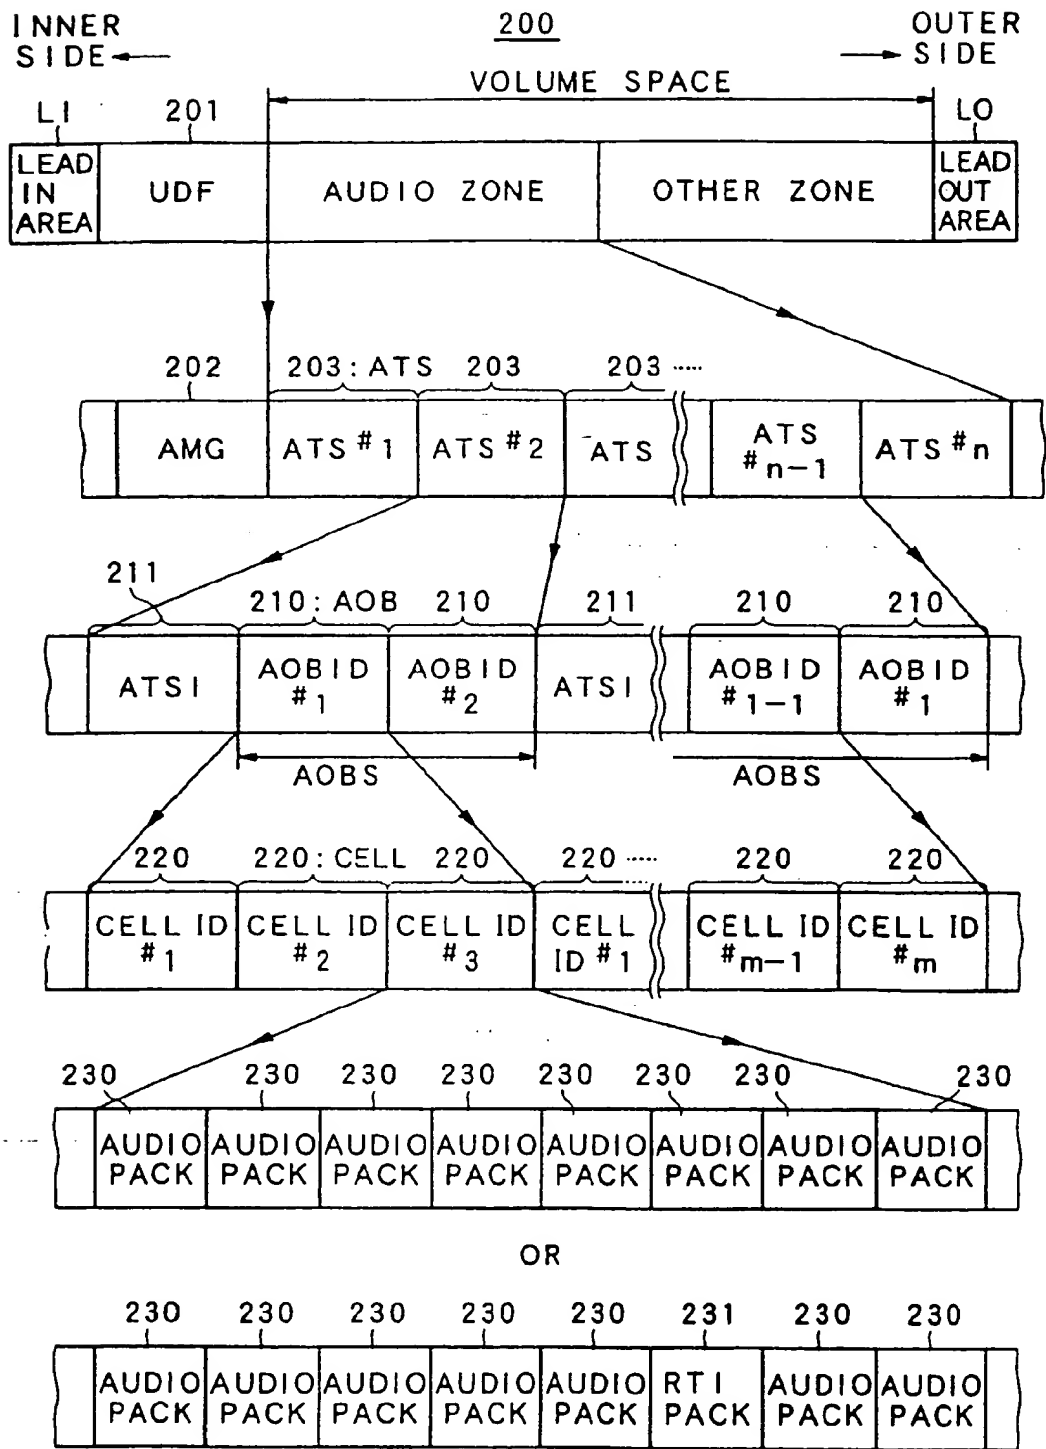 INNER SIDE
200
OUTER SIDE
VOLUME SPACE
LI 201 LO
LEAD IN AREA
UDF
AUDIO ZONE
OTHER ZONE
LEAD OUT AREA
202 203:ATS 203 203 .....
AMG
ATS #1
ATS #2
ATS
ATS #n-1
ATS #n
211 210:AOB 210 211 210 210
ATSI
AOBID #1
AOBID #2
ATSI
AOBID #1-1
AOBID #1
AOBS AOBS
220 220:CELL 220 220 ..... 220 220
CELL ID #1
CELL ID #2
CELL ID #3
CELL ID #1
CELL ID #m-1
CELL ID #m
230 230 230 230 230 230 230 230
AUDIO PACK
AUDIO PACK
AUDIO PACK
AUDIO PACK
AUDIO PACK
AUDIO PACK
AUDIO PACK
AUDIO PACK
OR
230 230 230 230 230 231 230 230
AUDIO PACK
AUDIO PACK
AUDIO PACK
AUDIO PACK
AUDIO PACK
RTI PACK
AUDIO PACK
AUDIO PACK